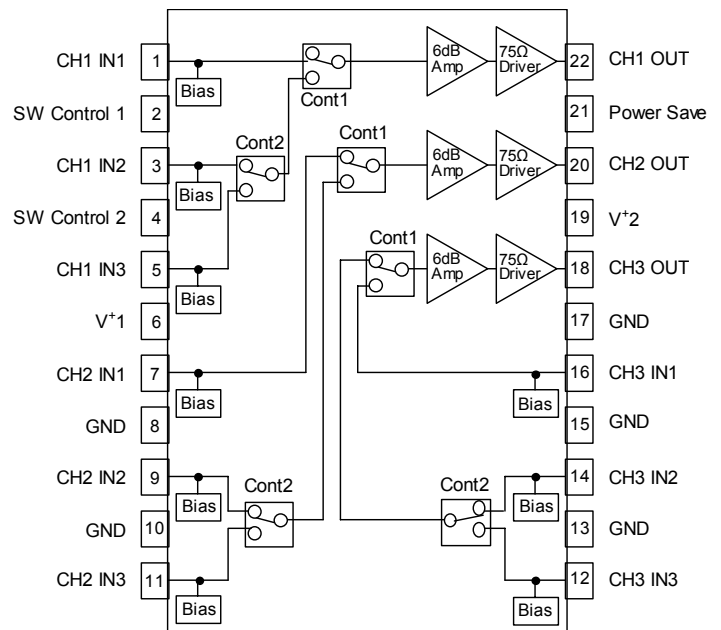 CH1 IN1
1
Bias
Cont1
6dB
Amp
75Ω
Driver
22
CH1 OUT
SW Control 1
2
21
Power Save
CH1 IN2
3
Bias
Cont2
Cont1
6dB
Amp
75Ω
Driver
20
CH2 OUT
SW Control 2
4
19
V+2
CH1 IN3
5
Bias
Cont1
6dB
Amp
75Ω
Driver
18
CH3 OUT
V+1
6
17
GND
CH2 IN1
7
Bias
16
CH3 IN1
Bias
GND
8
15
GND
CH2 IN2
9
Bias
Cont2
Cont2
14
CH3 IN2
Bias
GND
10
13
GND
CH2 IN3
11
Bias
12
CH3 IN3
Bias